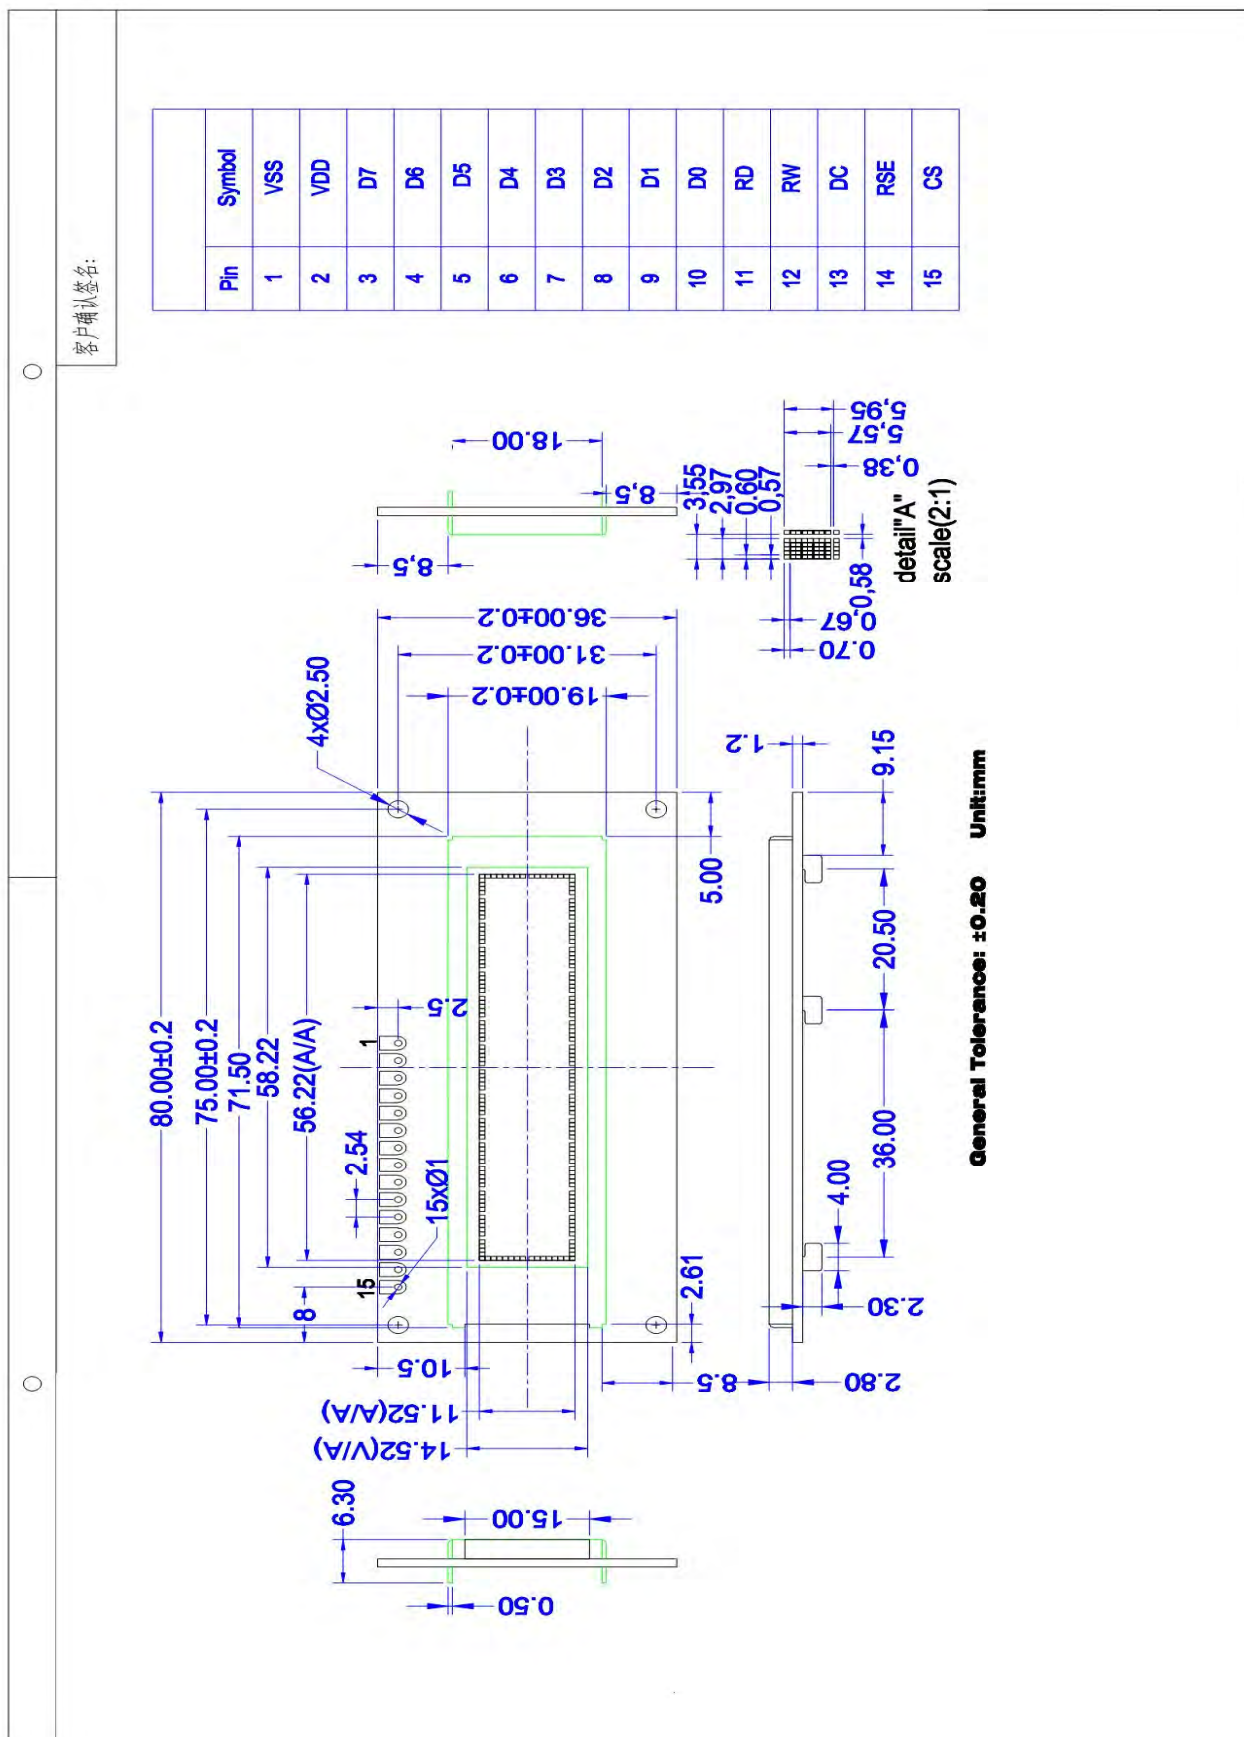 客户确认签名:
Pin Symbol
1 VSS
2 VDD
3 D7
4 D6
5 D5
6 D4
7 D3
8 D2
9 D1
10 D0
11 RD
12 RW
13 DC
14 RSE
15 CS
80.00±0.2
75.00±0.2
71.50
58.22
56.22(A/A)
2.54
15xØ1
1
15
8
2.5
4xØ2.50
36.00±0.2
31.00±0.2
19.00±0.2
5.00
2.61
10.5
11.52(A/A)
14.52(V/A)
8.5
8,5
18.00
8,5
3,55
2,97
0.60
0,57
5,95
5,57
0,38
0,58
0,67
0.70
detail"A"
scale(2:1)
1.2
9.15
20.50
36.00
4.00
2.30
2.80
6.30
15.00
0.50
General Tolerance: ±0.20 Unit:mm